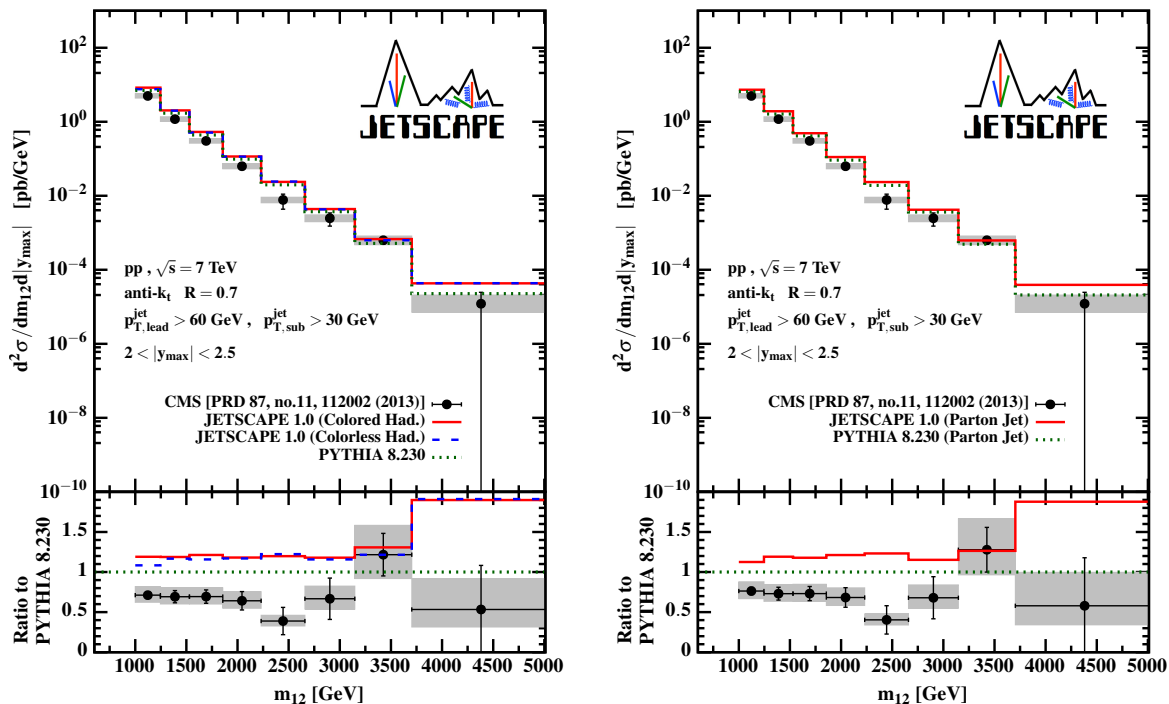 10²
10⁰
10⁻²
10⁻⁴
10⁻⁶
10⁻⁸
10⁻¹⁰
d²σ/dm₁₂d|y_max| [pb/GeV]
JETSCAPE
pp , √s = 7 TeV
anti-k_t R = 0.7
p_T,lead^jet > 60 GeV , p_T,sub^jet > 30 GeV
2 < |y_max| < 2.5
CMS [PRD 87, no.11, 112002 (2013)]
JETSCAPE 1.0 (Colored Had.)
JETSCAPE 1.0 (Colorless Had.)
PYTHIA 8.230
Ratio to
PYTHIA 8.230
1.5
1
0.5
0
1000 1500 2000 2500 3000 3500 4000 4500 5000
m₁₂ [GeV]
10²
10⁰
10⁻²
10⁻⁴
10⁻⁶
10⁻⁸
10⁻¹⁰
d²σ/dm₁₂d|y_max| [pb/GeV]
JETSCAPE
pp , √s = 7 TeV
anti-k_t R = 0.7
p_T,lead^jet > 60 GeV , p_T,sub^jet > 30 GeV
2 < |y_max| < 2.5
CMS [PRD 87, no.11, 112002 (2013)]
JETSCAPE 1.0 (Parton Jet)
PYTHIA 8.230 (Parton Jet)
Ratio to
PYTHIA 8.230
1.5
1
0.5
0
1000 1500 2000 2500 3000 3500 4000 4500 5000
m₁₂ [GeV]